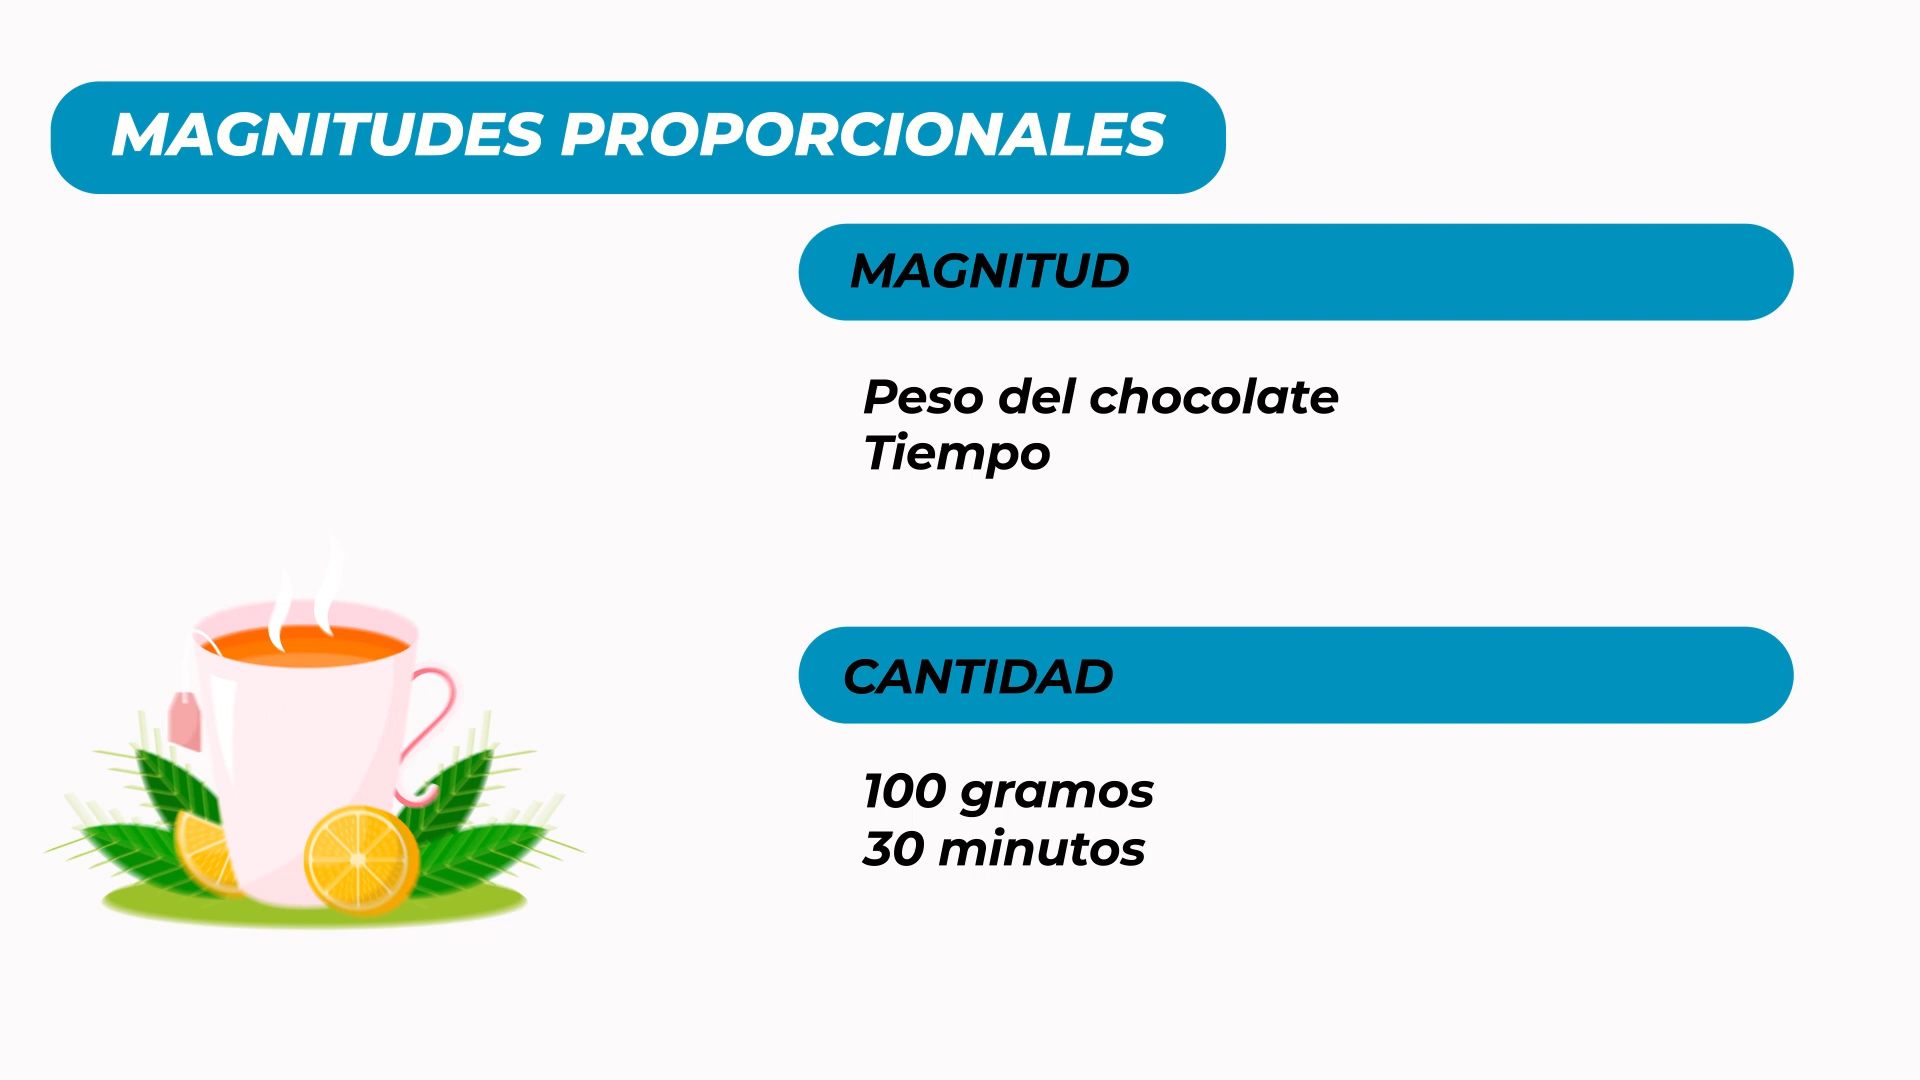 MAGNITUDES PROPORCIONALES
MAGNITUD
Peso del chocolate
Tiempo
CANTIDAD
100 gramos
30 minutos